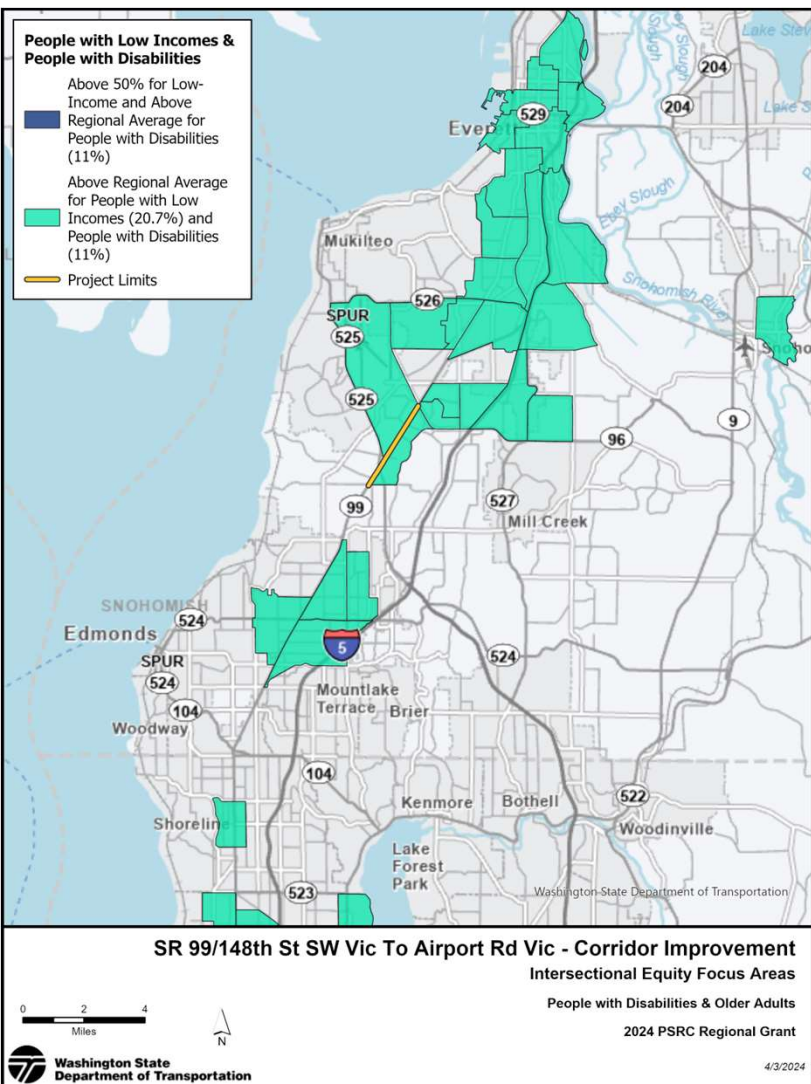 People with Low Incomes &
People with Disabilities
Above 50% for Low-
Income and Above
Regional Average for
People with Disabilities
(11%)
Above Regional Average
for People with Low
Incomes (20.7%) and
People with Disabilities
(11%)
Project Limits
Lake Stev
Ebey Slough
204
204
Lake S
529
Everett
Ebey Slough
Mukilteo
Snohomish River
526
SPUR
525
Snoho
525
9
96
99
527
Mill Creek
SNOHOMISH
524
Edmonds
5
524
SPUR
524
Mountlake
Terrace
Brier
104
Woodway
104
522
Kenmore
Bothell
Shoreline
Woodinville
Lake
Forest
Park
523
Washington State Department of Transportation
SR 99/148th St SW Vic To Airport Rd Vic - Corridor Improvement
Intersectional Equity Focus Areas
People with Disabilities & Older Adults
2024 PSRC Regional Grant
0 2 4
Miles
N
Washington State
Department of Transportation
4/3/2024